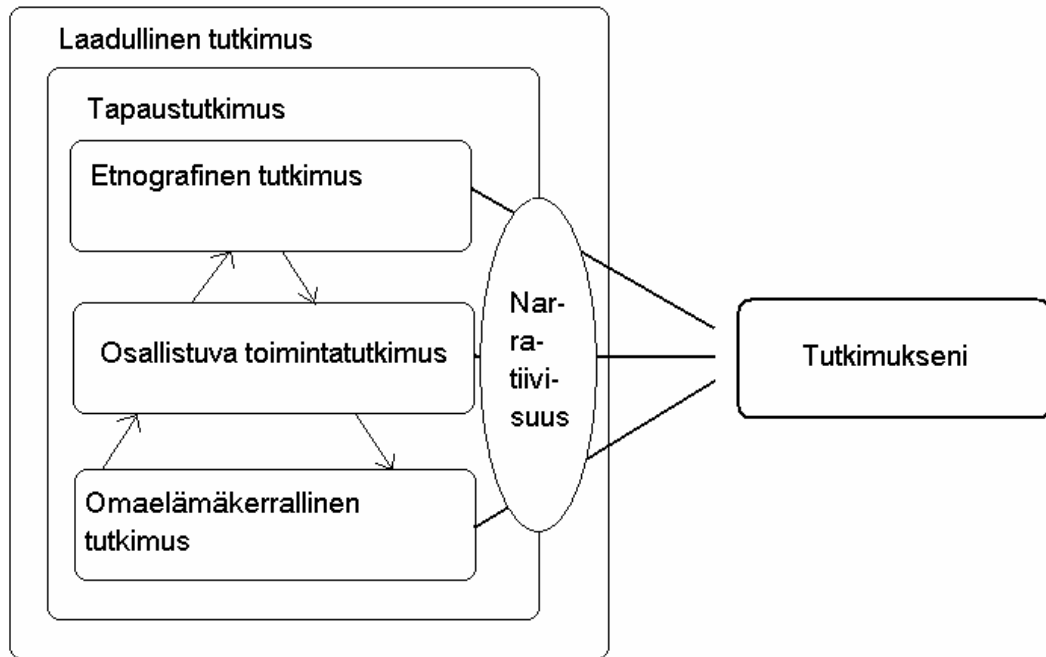 Laadullinen tutkimus
Tapaustutkimus
Etnografinen tutkimus
Osallistuva toimintatutkimus
Omaelämäkerrallinen
tutkimus
Nar-
ra-
tiivi-
suus
Tutkimukseni